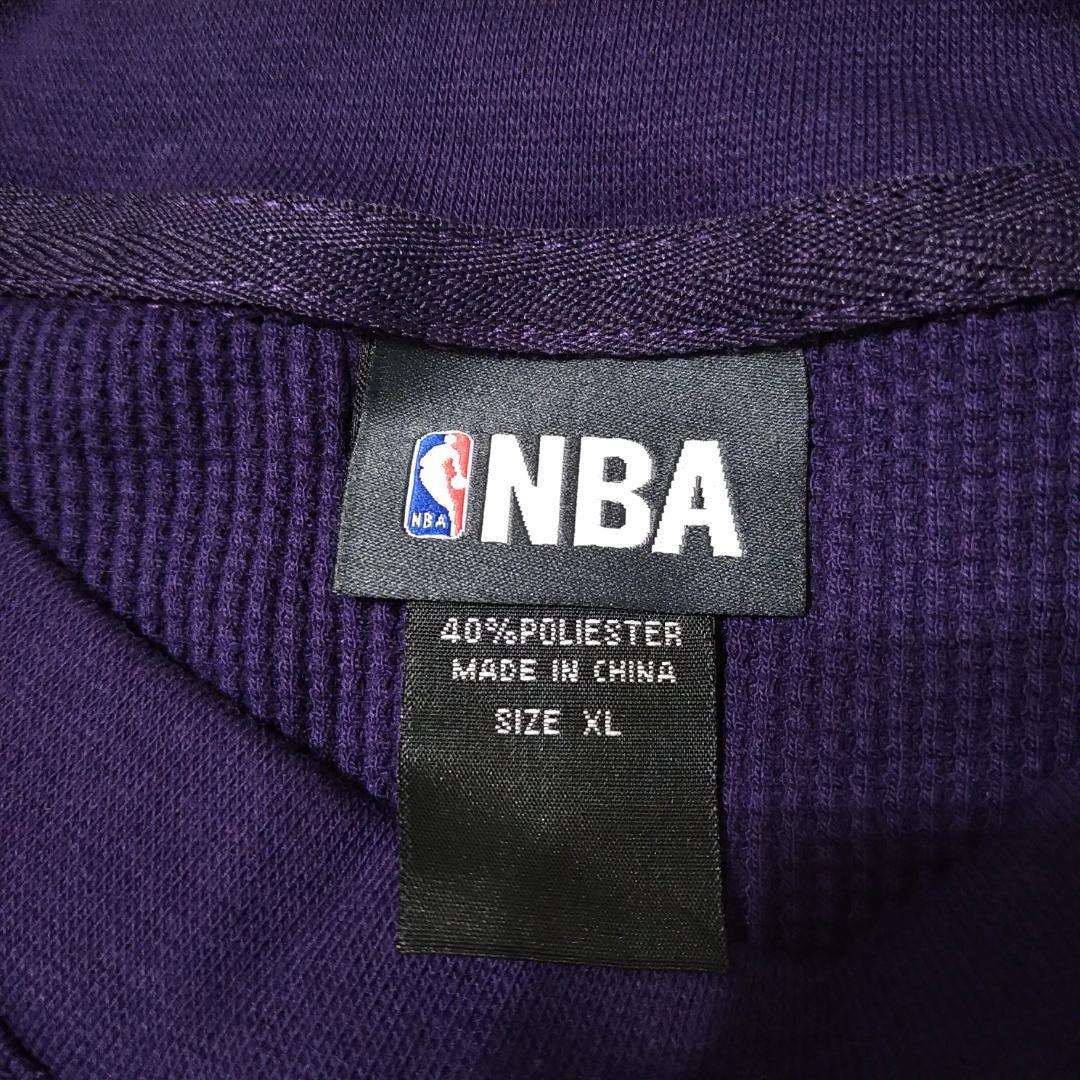 NBA
NBA
40%POLIESTER
MADE IN CHINA
SIZE XL